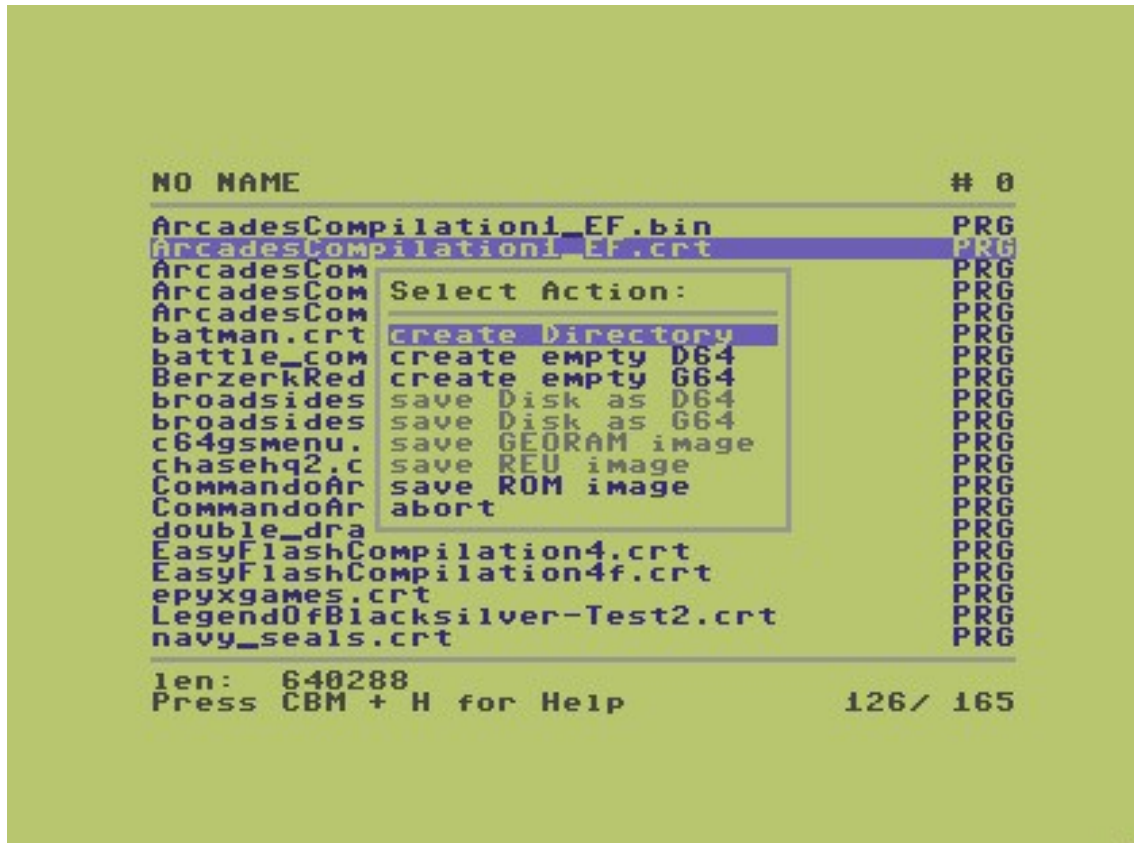 NO NAME # 0
ArcadesCompilation1_EF.bin PRG
ArcadesCompilation1_EF.crt PRG
ArcadesCom PRG
ArcadesCom Select Action: PRG
ArcadesCom PRG
batman.crt create Directory PRG
battle_com create empty D64 PRG
BerzerkRed create empty G64 PRG
broadsides save Disk as D64 PRG
broadsides save Disk as G64 PRG
c64gsmenu. save GEORAM image PRG
chasehq2.c save REU image PRG
CommandoAr save ROM image PRG
CommandoAr abort PRG
double_dra PRG
EasyFlashCompilation4.crt PRG
EasyFlashCompilation4f.crt PRG
epyxgames.crt PRG
LegendOfBlacksilver-Test2.crt PRG
navy_seals.crt PRG
len: 640288
Press CBM + H for Help 126/ 165